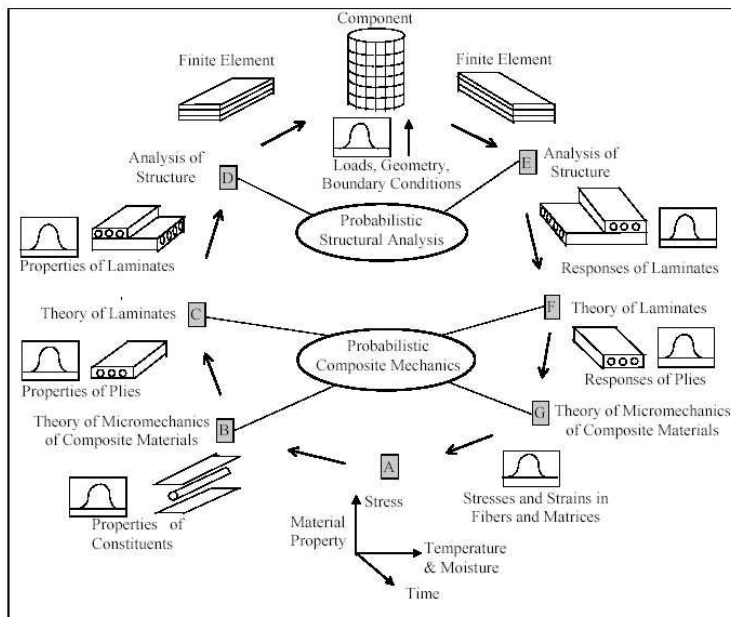 Component
Finite Element
Finite Element
Analysis of
Structure
D
Loads, Geometry,
Boundary Conditions
E
Analysis of
Structure
Probabilistic
Structural Analysis
Properties of Laminates
Responses of Laminates
Theory of Laminates
C
F
Theory of Laminates
Probabilistic
Composite Mechanics
Properties of Plies
Responses of Plies
Theory of Micromechanics
of Composite Materials
B
G
Theory of Micromechanics
of Composite Materials
A
Properties of
Constituents
Stress
Material
Property
Temperature
& Moisture
Time
Stresses and Strains in
Fibers and Matrices